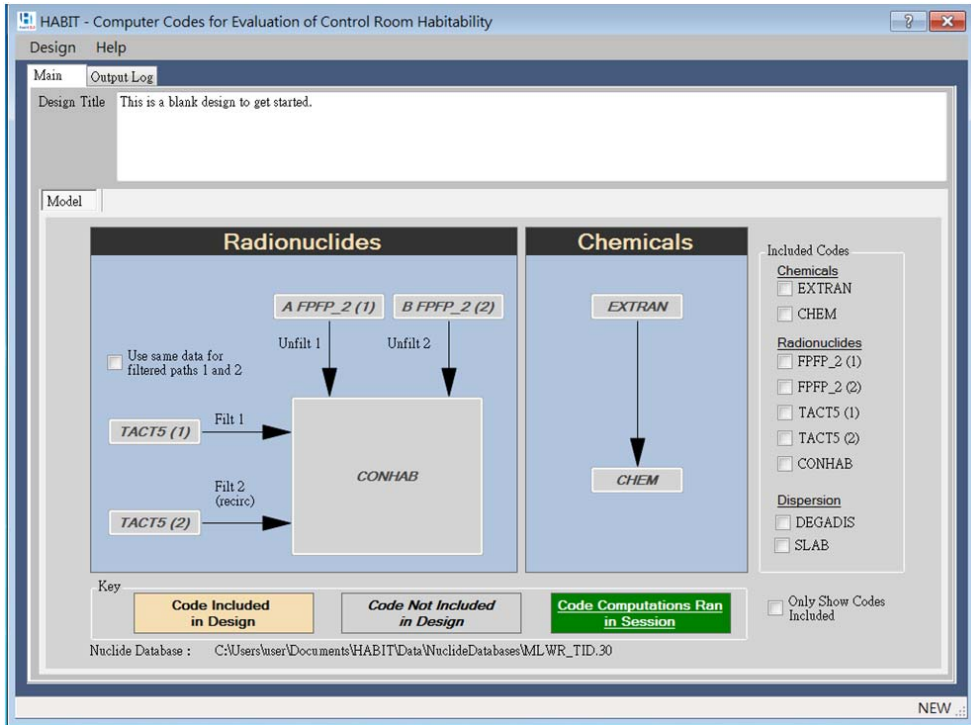 HABIT - Computer Codes for Evaluation of Control Room Habitability
Design Help
Main Output Log
Design Title This is a blank design to get started.
Model
Radionuclides
A FPFP_2 (1) B FPFP_2 (2)
Unfilt 1 Unfilt 2
Use same data for
filtered paths 1 and 2
TACT5 (1)
Filt 1
CONHAB
Filt 2
(recirc)
TACT5 (2)
Chemicals
EXTRAN
CHEM
Included Codes
Chemicals
EXTRAN
CHEM
Radionuclides
FPFP_2 (1)
FPFP_2 (2)
TACT5 (1)
TACT5 (2)
CONHAB
Dispersion
DEGADIS
SLAB
Key
Code Included
in Design
Code Not Included
in Design
Code Computations Ran
in Session
Only Show Codes
Included
Nuclide Database : C:\Users\user\Documents\HABIT\Data\NuclideDatabases\MLWR_TID.30
NEW